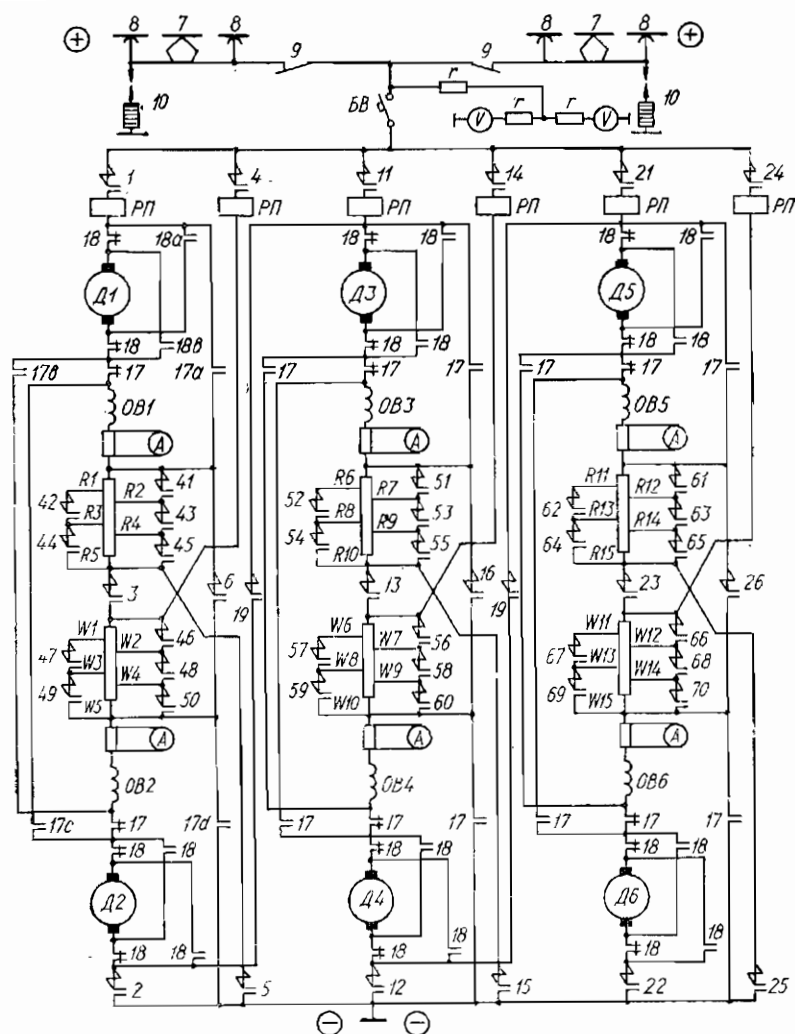 8 7 8 8 7 8
+ 9 9 +
10 БВ r r r 10
V V
1 4 11 14 21 24
РП РП РП РП РП РП
18 18а 18 18 18 18
Д1 Д3 Д5
18 18в 18 18 18 18
17в 17 17а 17 17 17 17 17 17
ОВ1 ОВ3 ОВ5
А А А
R1 41 R6 51 R11 61
42 R2 52 R7 62 R12
R3 43 R8 53 R13 63
44 R4 54 R9 64 R14
R5 45 R10 55 R15 65
3 6 19 13 16 19 23 26
W1 46 W6 56 W11 66
47 W2 57 W7 67 W12
W3 48 W8 58 W13 68
49 W4 59 W9 69 W14
W5 50 W10 60 W15 70
А А А
ОВ2 ОВ4 ОВ6
17с 17 17d 17 17 17 17 17 17
18 18 18 18 18 18
Д2 Д4 Д6
18 18 18 18 18 18
2 5 12 15 22 25
− −